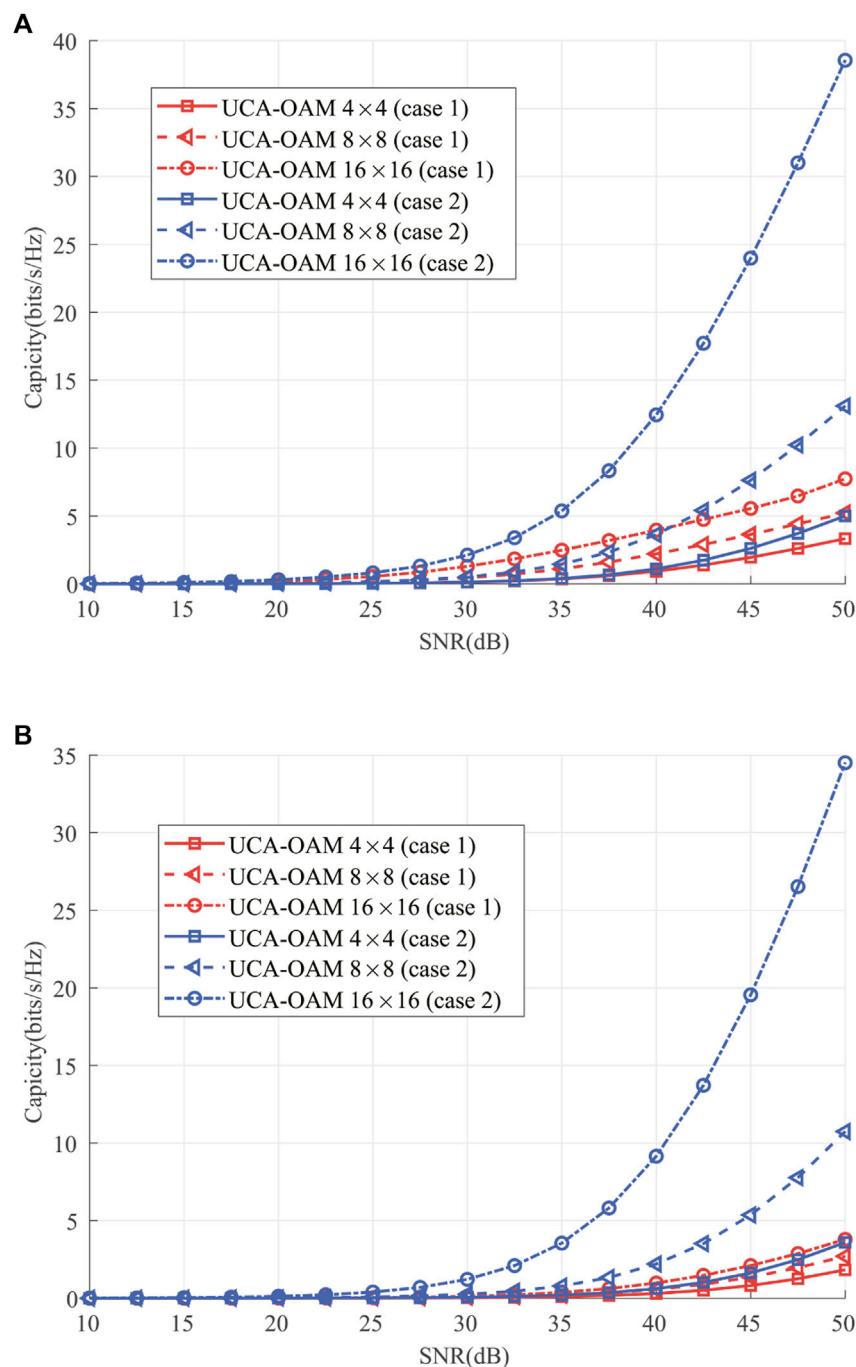 A
40
35
30
25
20
15
10
5
0
Capicity(bits/s/Hz)
UCA-OAM 4×4 (case 1)
UCA-OAM 8×8 (case 1)
UCA-OAM 16×16 (case 1)
UCA-OAM 4×4 (case 2)
UCA-OAM 8×8 (case 2)
UCA-OAM 16×16 (case 2)
10 15 20 25 30 35 40 45 50
SNR(dB)
B
35
30
25
20
15
10
5
0
Capicity(bits/s/Hz)
UCA-OAM 4×4 (case 1)
UCA-OAM 8×8 (case 1)
UCA-OAM 16×16 (case 1)
UCA-OAM 4×4 (case 2)
UCA-OAM 8×8 (case 2)
UCA-OAM 16×16 (case 2)
10 15 20 25 30 35 40 45 50
SNR(dB)